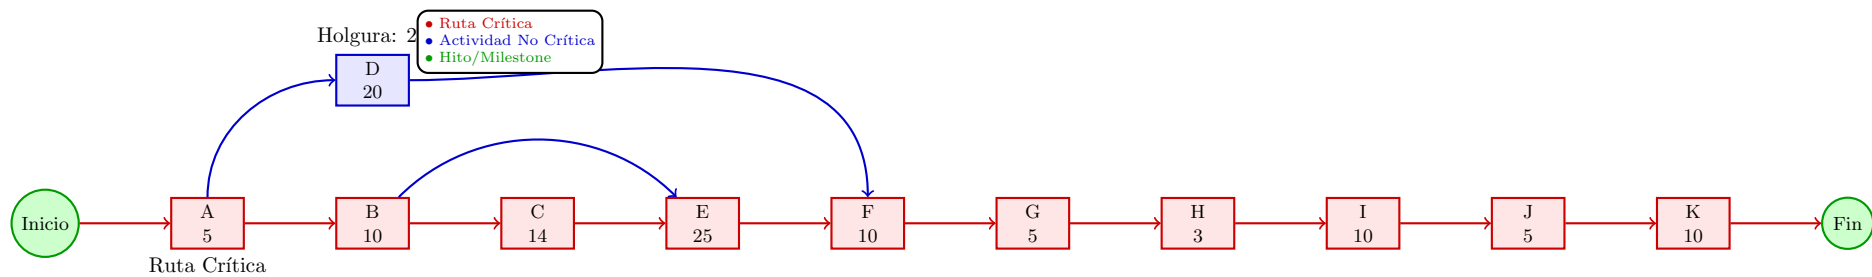 Holgura: 2
• Ruta Crítica
• Actividad No Crítica
• Hito/Milestone
D
20
Inicio
A
5
B
10
C
14
E
25
F
10
G
5
H
3
I
10
J
5
K
10
Fin
Ruta Crítica